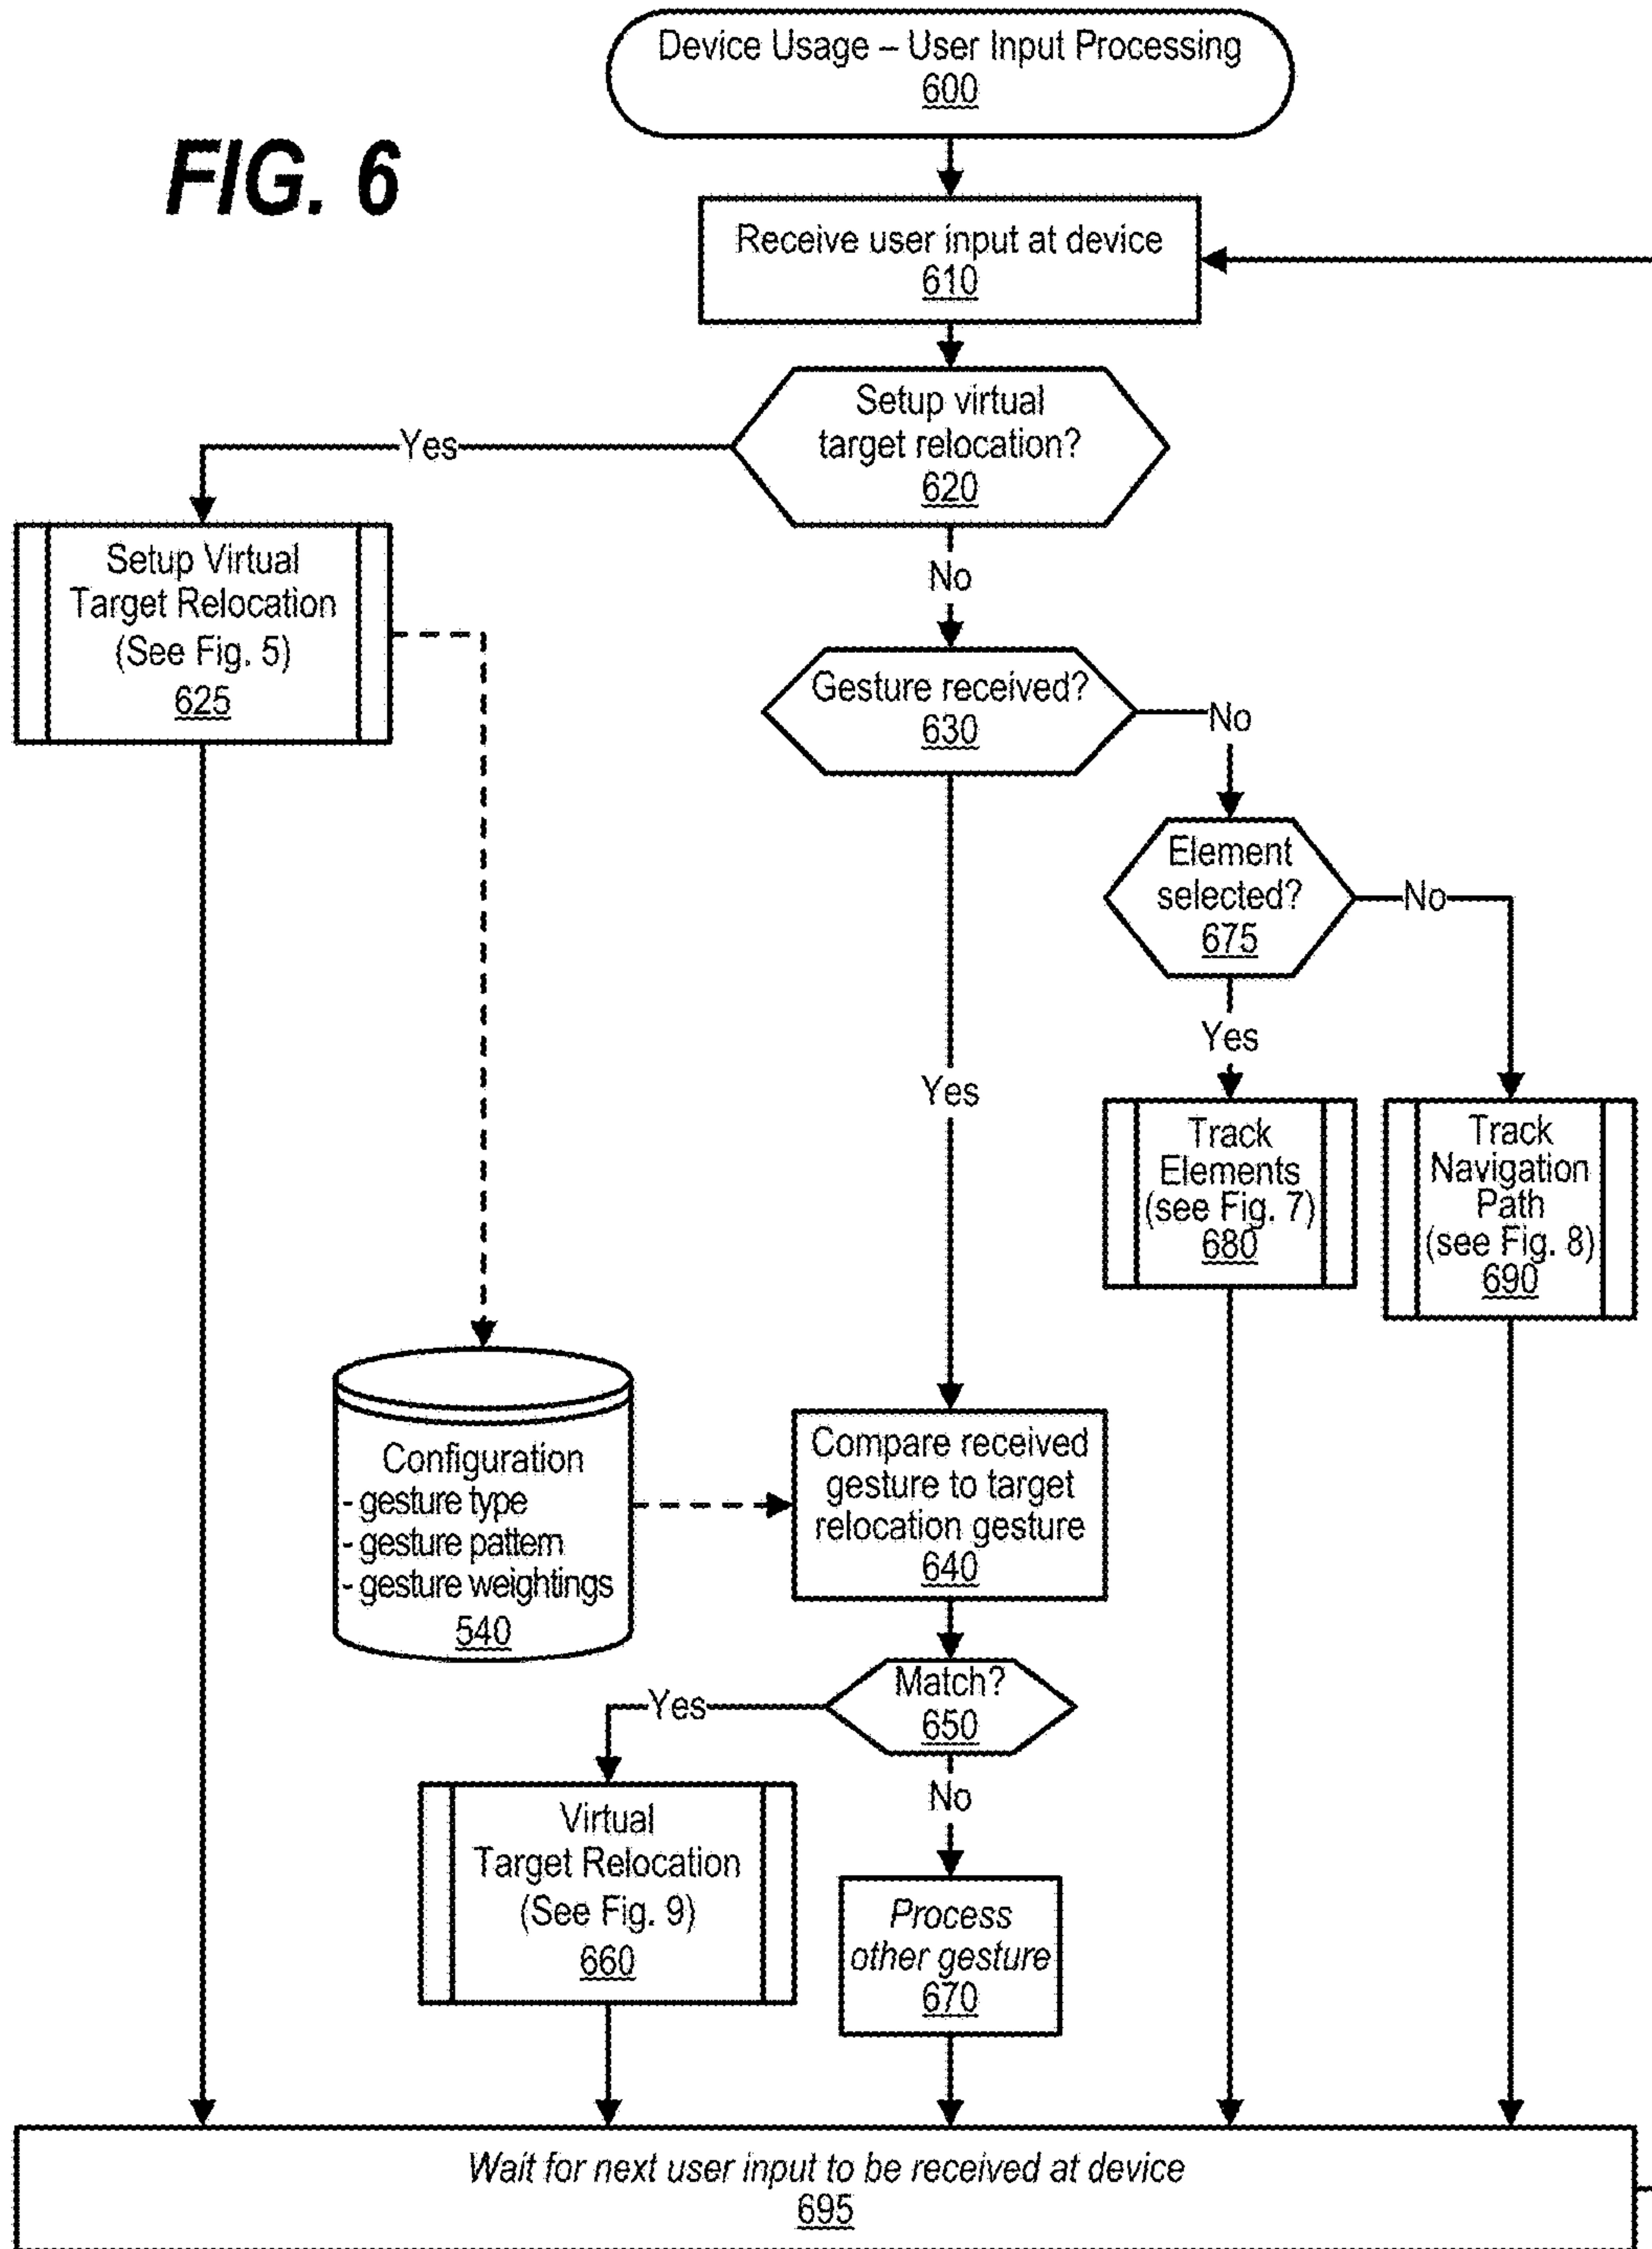 Device Usage – User Input Processing
600
FIG. 6
Receive user input at device
610
Setup virtual
target relocation?
620
Yes
No
Setup Virtual
Target Relocation
(See Fig. 5)
625
Gesture received?
630
No
Element
selected?
675
No
Yes
Yes
Track
Elements
(see Fig. 7)
680
Track
Navigation
Path
(see Fig. 8)
690
Configuration
- gesture type
- gesture pattern
- gesture weightings
540
Compare received
gesture to target
relocation gesture
640
Match?
650
Yes
No
Virtual
Target Relocation
(See Fig. 9)
660
Process
other gesture
670
Wait for next user input to be received at device
695